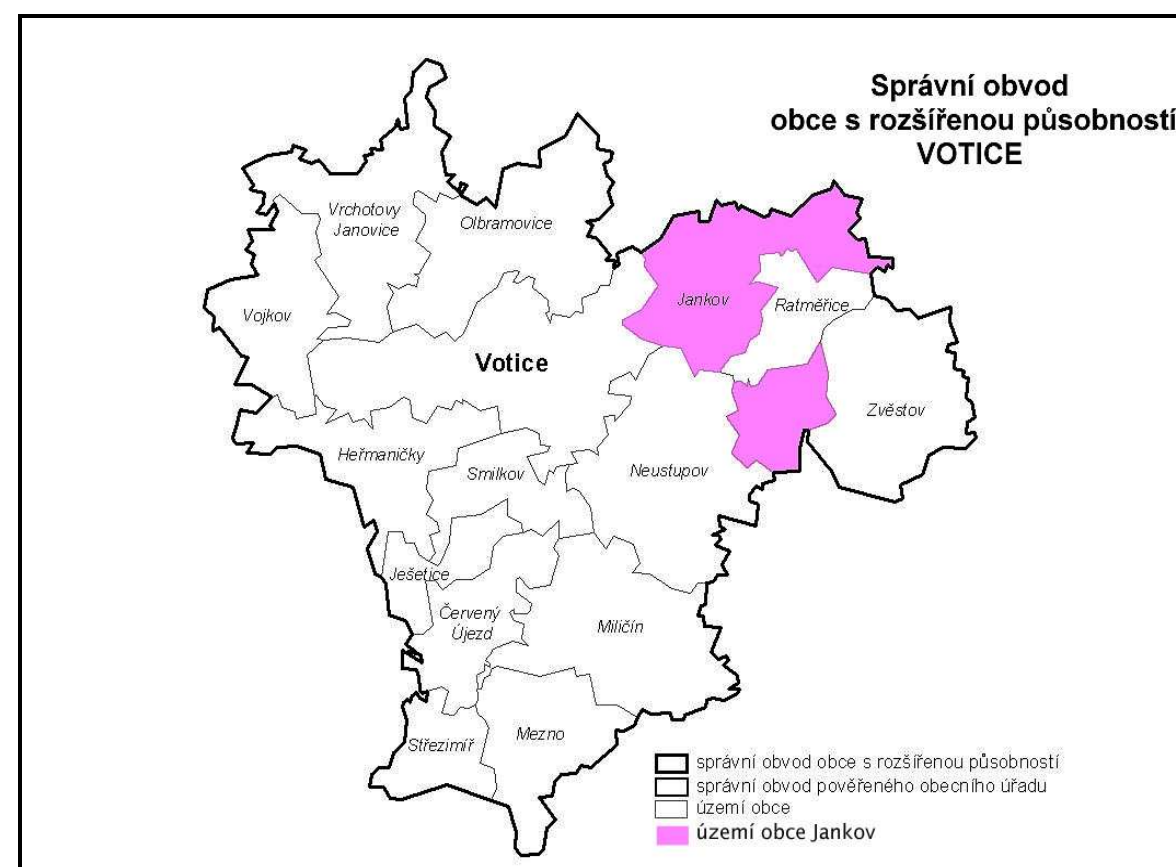 Správní obvod
obce s rozšířenou působností
VOTICE
Vrchotovy
Janovice
Olbramovice
Vojkov
Jankov
Ratměřice
Votice
Zvěstov
Heřmaničky
Smilkov
Neustupov
Ješetice
Červený
Újezd
Miličín
Střezimíř
Mezno
správní obvod obce s rozšířenou působností
správní obvod pověřeného obecního úřadu
území obce
území obce Jankov